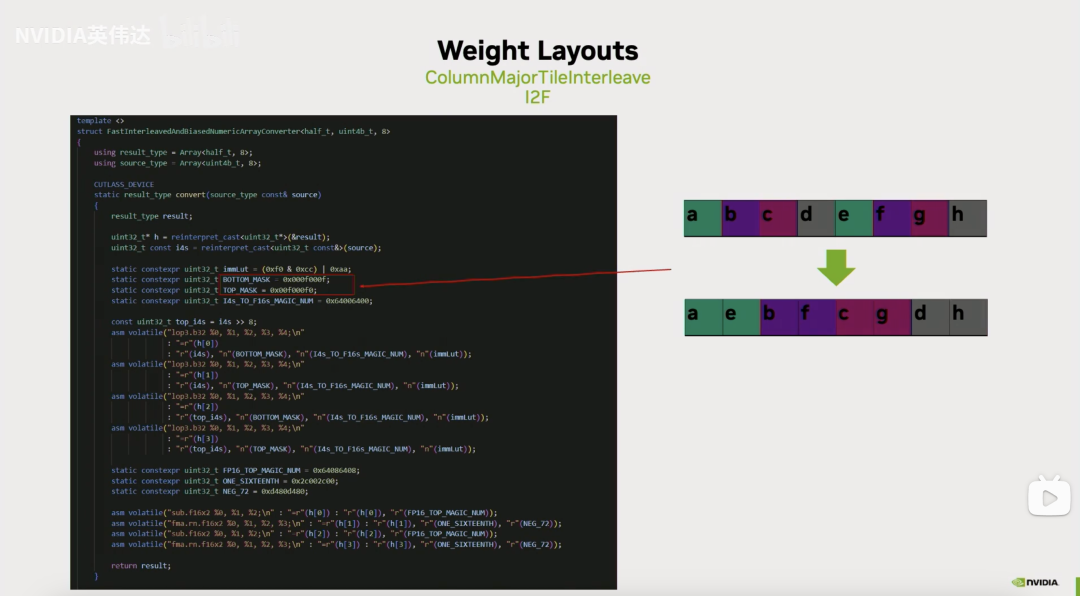 NVIDIA英伟达
Weight Layouts
ColumnMajorTileInterleave
I2F
template <>
struct FastInterleavedAndBiasedNumericArrayConverter<half_t, uint4b_t, 8>
{
using result_type = Array<half_t, 8>;
using source_type = Array<uint4b_t, 8>;
CUTLASS_DEVICE
static result_type convert(source_type const& source)
{
result_type result;
uint32_t* h = reinterpret_cast<uint32_t*>(&result);
uint32_t const i4s = reinterpret_cast<uint32_t const&>(source);
static constexpr uint32_t immLut = (0xf0 & 0xcc) | 0xaa;
static constexpr uint32_t BOTTOM_MASK = 0x000f000f;
static constexpr uint32_t TOP_MASK = 0x00f000f0;
static constexpr uint32_t I4s_TO_F16s_MAGIC_NUM = 0x64006400;
const uint32_t top_i4s = i4s >> 8;
asm volatile("lop3.b32 %0, %1, %2, %3, %4;\n"
: "=r"(h[0])
: "r"(i4s), "n"(BOTTOM_MASK), "n"(I4s_TO_F16s_MAGIC_NUM), "n"(immLut));
asm volatile("lop3.b32 %0, %1, %2, %3, %4;\n"
: "=r"(h[1])
: "r"(i4s), "n"(TOP_MASK), "n"(I4s_TO_F16s_MAGIC_NUM), "n"(immLut));
asm volatile("lop3.b32 %0, %1, %2, %3, %4;\n"
: "=r"(h[2])
: "r"(top_i4s), "n"(BOTTOM_MASK), "n"(I4s_TO_F16s_MAGIC_NUM), "n"(immLut));
asm volatile("lop3.b32 %0, %1, %2, %3, %4;\n"
: "=r"(h[3])
: "r"(top_i4s), "n"(TOP_MASK), "n"(I4s_TO_F16s_MAGIC_NUM), "n"(immLut));
static constexpr uint32_t FP16_TOP_MAGIC_NUM = 0x64086408;
static constexpr uint32_t ONE_SIXTEENTH = 0x2c002c00;
static constexpr uint32_t NEG_72 = 0xd480d480;
asm volatile("sub.f16x2 %0, %1, %2;\n" : "=r"(h[0]) : "r"(h[0]), "r"(FP16_TOP_MAGIC_NUM));
asm volatile("fma.rn.f16x2 %0, %1, %2, %3;\n" : "=r"(h[1]) : "r"(h[1]), "r"(ONE_SIXTEENTH), "r"(NEG_72));
asm volatile("sub.f16x2 %0, %1, %2;\n" : "=r"(h[2]) : "r"(h[2]), "r"(FP16_TOP_MAGIC_NUM));
asm volatile("fma.rn.f16x2 %0, %1, %2, %3;\n" : "=r"(h[3]) : "r"(h[3]), "r"(ONE_SIXTEENTH), "r"(NEG_72));
return result;
}
a b c d e f g h
a e b f c g d h
NVIDIA